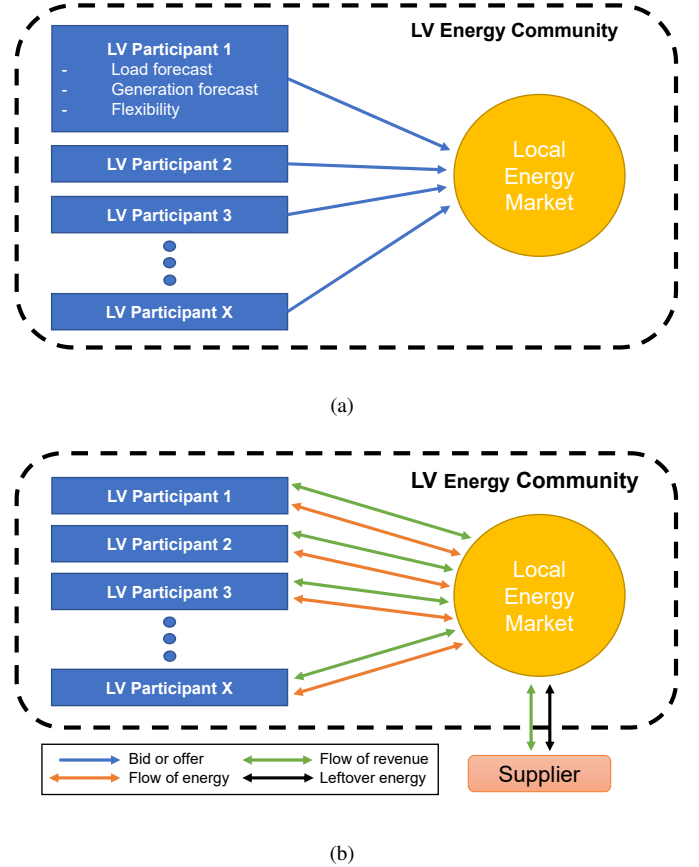 LV Energy Community
LV Participant 1
- Load forecast
- Generation forecast
- Flexibility
LV Participant 2
LV Participant 3
LV Participant X
Local
Energy
Market
(a)
LV Energy Community
LV Participant 1
LV Participant 2
LV Participant 3
LV Participant X
Local
Energy
Market
Bid or offer
Flow of revenue
Flow of energy
Leftover energy
Supplier
(b)